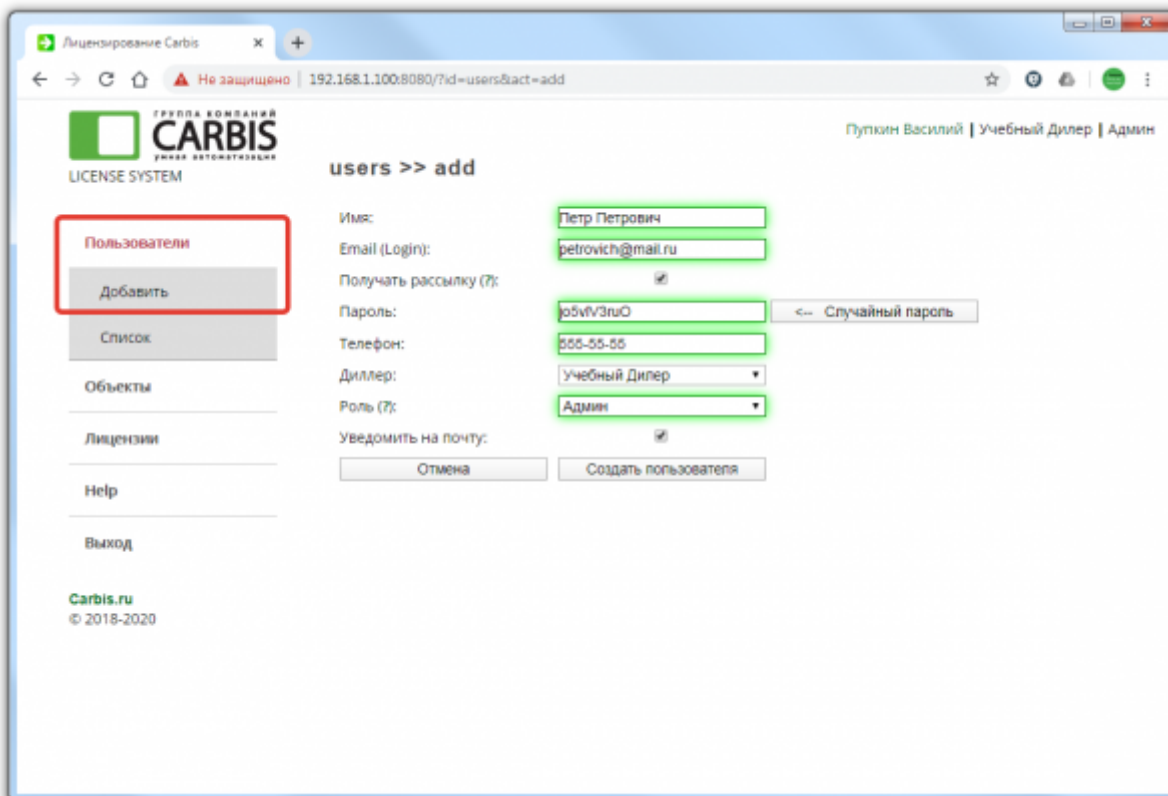 Лицензирование Carbis
Не защищено 192.168.1.100:8080/?id=users&act=add
ГРУППА КОМПАНИЙ
CARBIS
умная автоматизация
LICENSE SYSTEM
Пупкин Василий | Учебный Дилер | Админ
users >> add
Пользователи
Добавить
Список
Объекты
Лицензии
Help
Выход
Carbis.ru
© 2018-2020
Имя: Петр Петрович
Email (Login): petrovich@mail.ru
Получать рассылку (?):
Пароль: <-- Случайный пароль
Телефон: 555-55-55
Диллер: Учебный Дилер
Роль (?): Админ
Уведомить на почту:
Отмена Создать пользователя